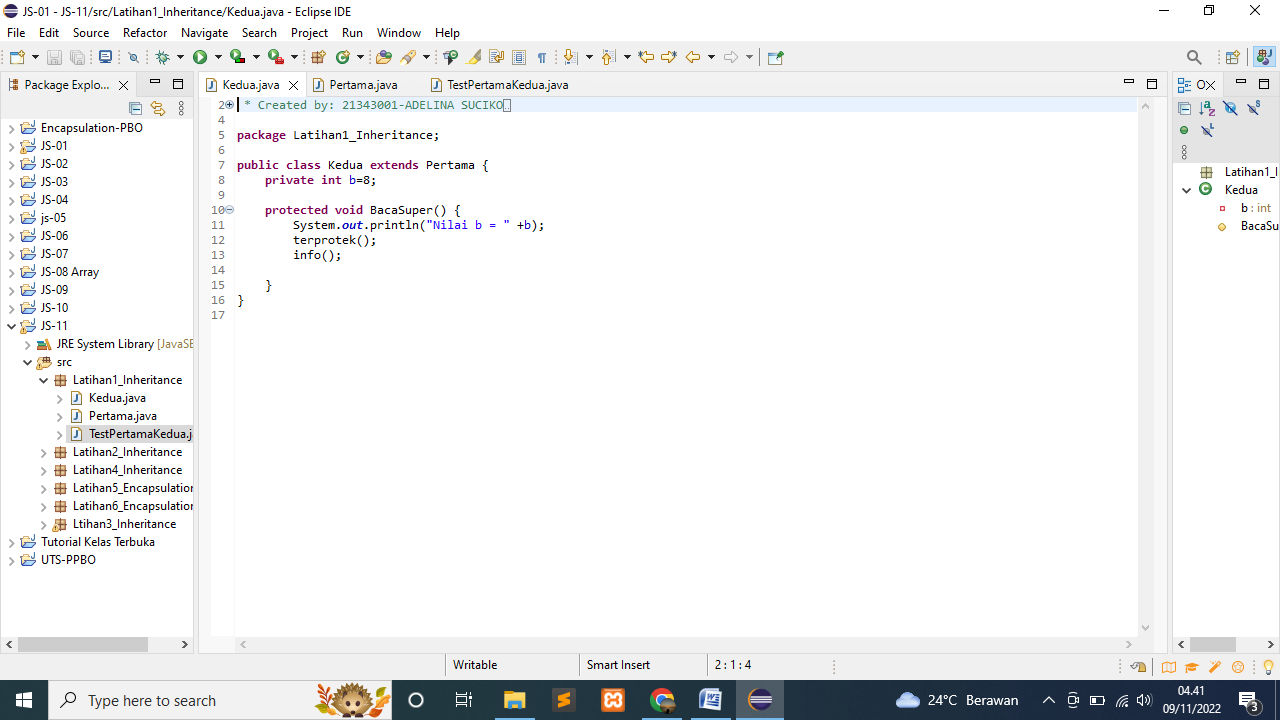 JS-01 - JS-11/src/Latihan1_Inheritance/Kedua.java - Eclipse IDE
File Edit Source Refactor Navigate Search Project Run Window Help
Package Explo...
Encapsulation-PBO
JS-01
JS-02
JS-03
JS-04
js-05
JS-06
JS-07
JS-08 Array
JS-09
JS-10
JS-11
JRE System Library [JavaSE
src
Latihan1_Inheritance
Kedua.java
Pertama.java
TestPertamaKedua.j
Latihan2_Inheritance
Latihan4_Inheritance
Latihan5_Encapsulation
Latihan6_Encapsulation
Ltihan3_Inheritance
Tutorial Kelas Terbuka
UTS-PPBO
Kedua.java Pertama.java TestPertamaKedua.java
2 * Created by: 21343001-ADELINA SUCIKO
4
5 package Latihan1_Inheritance;
6
7 public class Kedua extends Pertama {
8 private int b=8;
9
10 protected void BacaSuper() {
11 System.out.println("Nilai b = " +b);
12 terprotek();
13 info();
14
15 }
16 }
17
O
Latihan1_I
Kedua
b : int
BacaSu
Writable Smart Insert 2 : 1 : 4
Type here to search
24°C Berawan
04.41
09/11/2022
3